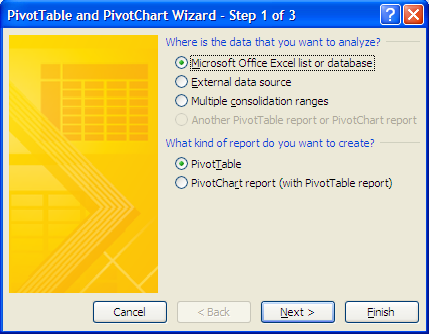 PivotTable and PivotChart Wizard - Step 1 of 3
Where is the data that you want to analyze?
Microsoft Office Excel list or database
External data source
Multiple consolidation ranges
Another PivotTable report or PivotChart report
What kind of report do you want to create?
PivotTable
PivotChart report (with PivotTable report)
Cancel < Back Next > Finish